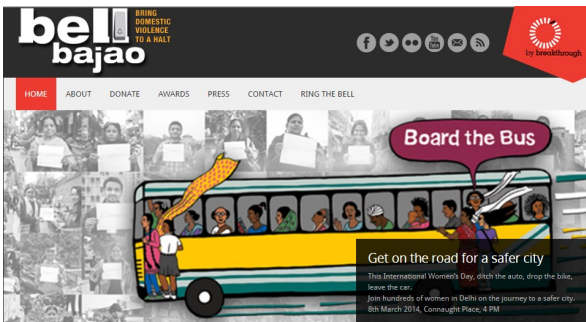 bell
bajao
BRING
DOMESTIC
VIOLENCE
TO A HALT
You
Tube
by breakthrough
HOME ABOUT DONATE AWARDS PRESS CONTACT RING THE BELL
Board the Bus
Get on the road for a safer city
This International Women's Day, ditch the auto, drop the bike,
leave the car.
Join hundreds of women in Delhi on the journey to a safer city.
8th March 2014, Connaught Place, 4 PM